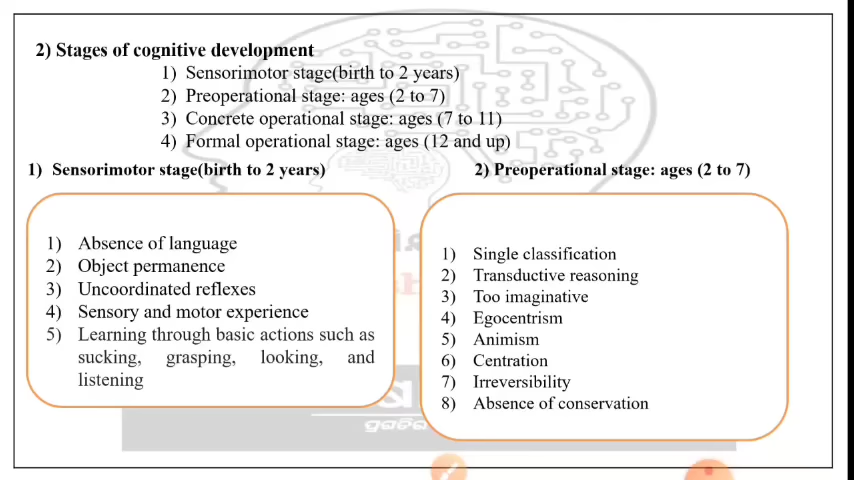 2) Stages of cognitive development
1) Sensorimotor stage(birth to 2 years)
2) Preoperational stage: ages (2 to 7)
3) Concrete operational stage: ages (7 to 11)
4) Formal operational stage: ages (12 and up)
1) Sensorimotor stage(birth to 2 years)
1) Absence of language
2) Object permanence
3) Uncoordinated reflexes
4) Sensory and motor experience
5) Learning through basic actions such as
sucking, grasping, looking, and
listening
2) Preoperational stage: ages (2 to 7)
1) Single classification
2) Transductive reasoning
3) Too imaginative
4) Egocentrism
5) Animism
6) Centration
7) Irreversibility
8) Absence of conservation